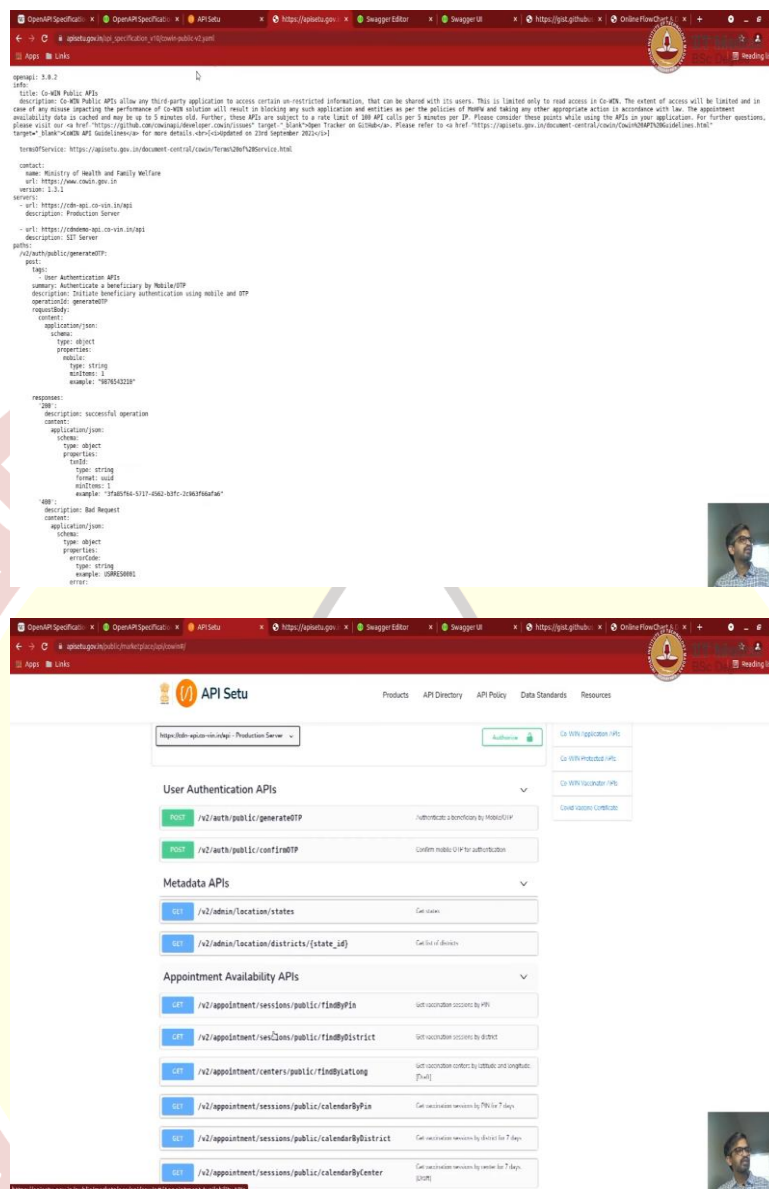 OpenAPI Specificatio
OpenAPI Specificatio
API Setu
https://apisetu.gov.i
Swagger Editor
Swagger UI
https://gist.github
Online FlowChart &
apisetu.gov.in/api_specification_v10/cowin-public-v2.yaml
Apps
Links
openapi: 3.0.2
info:
title: Co-WIN Public APIs
description: Co-WIN Public APIs allow any third-party application to access certain un-restricted information, that can be shared with its users. This is limited only to read access in Co-WIN. The extent of access will be limited and in
case of any misuse impacting the performance of Co-WIN solution will result in blocking any such application and entities as per the policies of MoHFW and taking any other appropriate action in accordance with law. The appointment
availability data is cached and may be up to 5 minutes old. Further, these APIs are subject to a rate limit of 100 API calls per 5 minutes per IP. Please consider these points while using the APIs in your application. For further questions,
please visit our <a href="https://github.com/cowinapi/developer.cowin/issues" target="_blank">Open Tracker on GitHub</a>. Please refer to <a href="https://apisetu.gov.in/document-central/cowin/Cowin%20API%20Guidelines.html"
target="_blank">CoWIN API Guidelines</a> for more details.<br>[<i>Updated on 23rd September 2021</i>]
termsOfService: https://apisetu.gov.in/document-central/cowin/Terms%20of%20Service.html
contact:
name: Ministry of Health and Family Welfare
url: https://www.cowin.gov.in
version: 1.3.1
servers:
- url: https://cdn-api.co-vin.in/api
description: Production Server
- url: https://cdndemo-api.co-vin.in/api
description: SIT Server
paths:
/v2/auth/public/generateOTP:
post:
tags:
- User Authentication APIs
summary: Authenticate a beneficiary by Mobile/OTP
description: Initiate beneficiary authentication using mobile and OTP
operationId: generateOTP
requestBody:
content:
application/json:
schema:
type: object
properties:
mobile:
type: string
minItems: 1
example: "9876543210"
responses:
'200':
description: successful operation
content:
application/json:
schema:
type: object
properties:
txnId:
type: string
format: uuid
minItems: 1
example: "3fa85f64-5717-4562-b3fc-2c963f66afa6"
'400':
description: Bad Request
content:
application/json:
schema:
type: object
properties:
errorCode:
type: string
example: USRRES0001
error:
OpenAPI Specificatio
OpenAPI Specificatio
API Setu
https://apisetu.gov.i
Swagger Editor
Swagger UI
https://gist.github
Online FlowChart &
apisetu.gov.in/public/marketplace/api/cowin#/
Apps
Links
Reading li
API Setu
Products API Directory API Policy Data Standards Resources
https://cdn-api.co-vin.in/api - Production Server
Authorize
Co-WIN Application APIs
Co-WIN Protected APIs
Co-WIN Vaccinator APIs
Covid Vaccine Certificate
User Authentication APIs
POST /v2/auth/public/generateOTP Authenticate a beneficiary by Mobile/OTP
POST /v2/auth/public/confirmOTP Confirm mobile OTP for authentication
Metadata APIs
GET /v2/admin/location/states Get states
GET /v2/admin/location/districts/{state_id} Get list of districts
Appointment Availability APIs
GET /v2/appointment/sessions/public/findByPin Get vaccination sessions by PIN
GET /v2/appointment/sessions/public/findByDistrict Get vaccination sessions by district
GET /v2/appointment/centers/public/findByLatLong Get vaccination centers by latitude and longitude
[Draft]
GET /v2/appointment/sessions/public/calendarByPin Get vaccination sessions by PIN for 7 days
GET /v2/appointment/sessions/public/calendarByDistrict Get vaccination sessions by district for 7 days
GET /v2/appointment/sessions/public/calendarByCenter Get vaccination sessions by center for 7 days
[Draft]